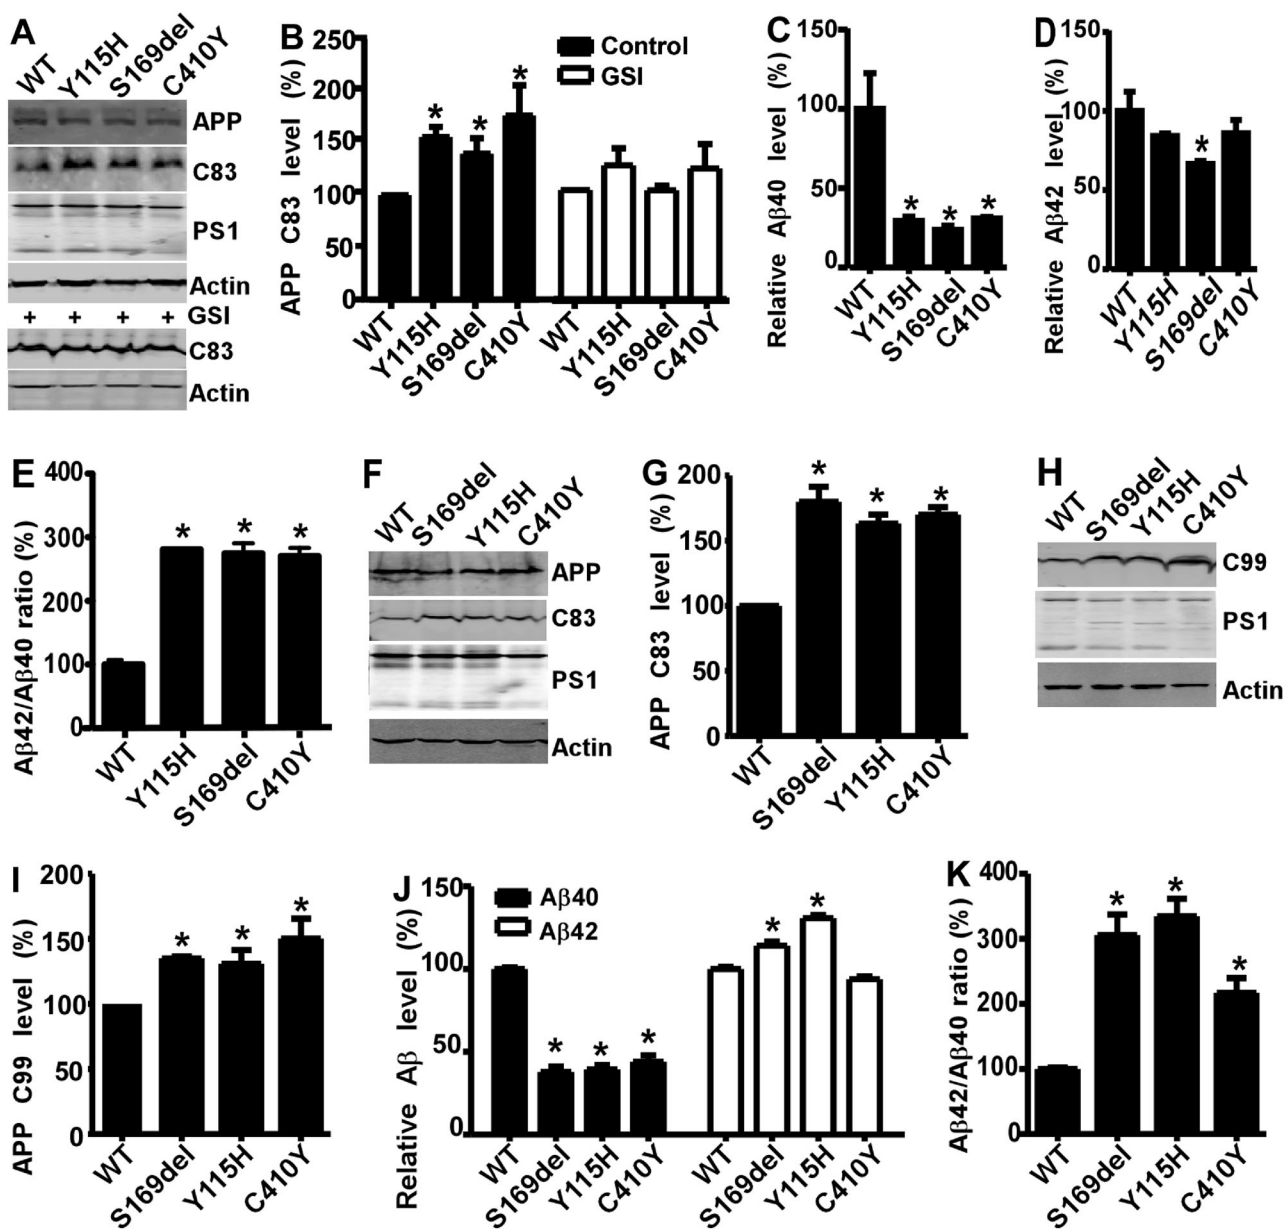 A
WT
Y115H
S169del
C410Y
APP
C83
PS1
Actin
+ + + + GSI
C83
Actin
B
APP C83 level (%)
250
200
150
100
50
0
Control
GSI
*
*
*
WT
Y115H
S169del
C410Y
WT
Y115H
S169del
C410Y
C
Relative Aβ40 level (%)
150
100
50
0
* * *
WT
Y115H
S169del
C410Y
D
Relative Aβ42 level (%)
150
100
50
0
*
WT
Y115H
S169del
C410Y
E
Aβ42/Aβ40 ratio (%)
400
300
200
100
0
* * *
WT
Y115H
S169del
C410Y
F
WT
S169del
Y115H
C410Y
APP
C83
PS1
Actin
G
APP C83 level (%)
200
150
100
50
0
* * *
WT
S169del
Y115H
C410Y
H
WT
S169del
Y115H
C410Y
C99
PS1
Actin
I
APP C99 level (%)
200
150
100
50
0
* * *
WT
S169del
Y115H
C410Y
J
Relative Aβ level (%)
150
100
50
0
Aβ40
Aβ42
* * *
* *
WT
S169del
Y115H
C410Y
WT
S169del
Y115H
C410Y
K
Aβ42/Aβ40 ratio (%)
400
300
200
100
0
* * *
WT
S169del
Y115H
C410Y